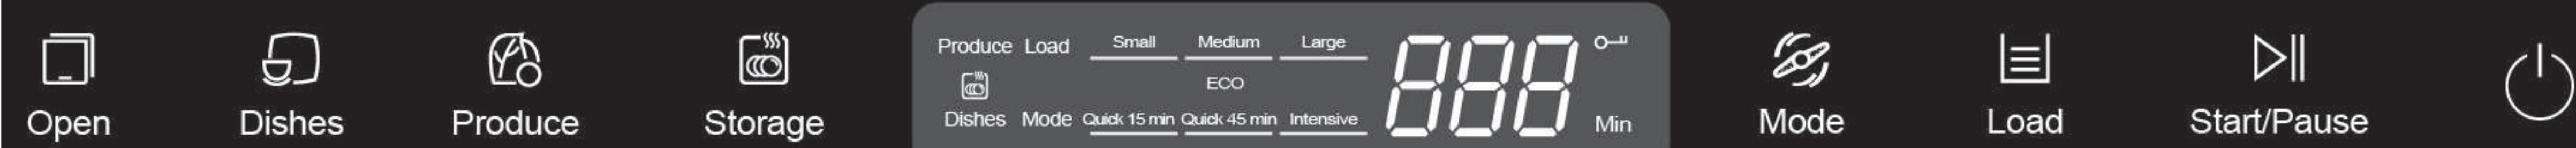 Open
Dishes
Produce
Storage
Produce Load Small Medium Large
ECO
Dishes Mode Quick 15 min Quick 45 min Intensive
888
Min
Mode
Load
Start/Pause